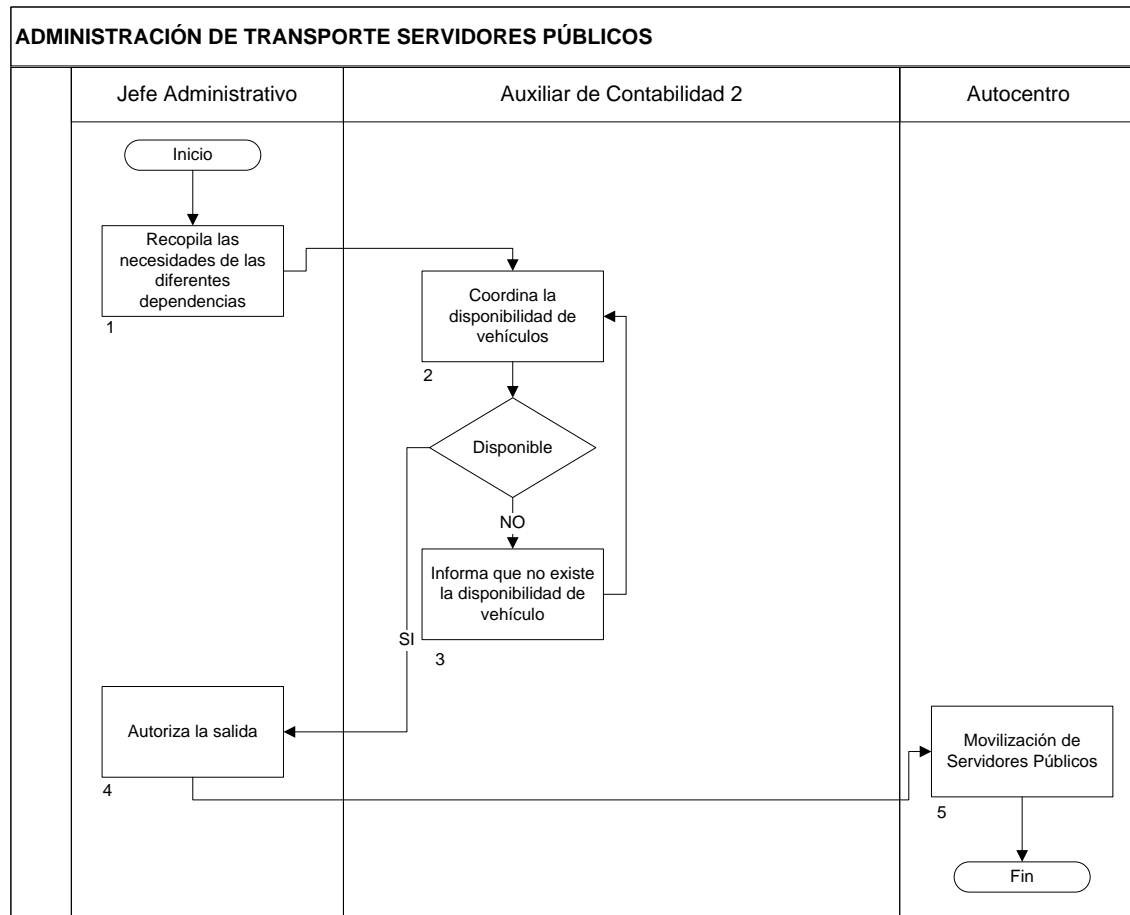 ADMINISTRACIÓN DE TRANSPORTE SERVIDORES PÚBLICOS
Jefe Administrativo
Auxiliar de Contabilidad 2
Autocentro
Inicio
Recopila las
necesidades de las
diferentes
dependencias
1
Coordina la
disponibilidad de
vehículos
2
Disponible
NO
Informa que no existe
la disponibilidad de
vehículo
3
SI
Autoriza la salida
4
Movilización de
Servidores Públicos
5
Fin